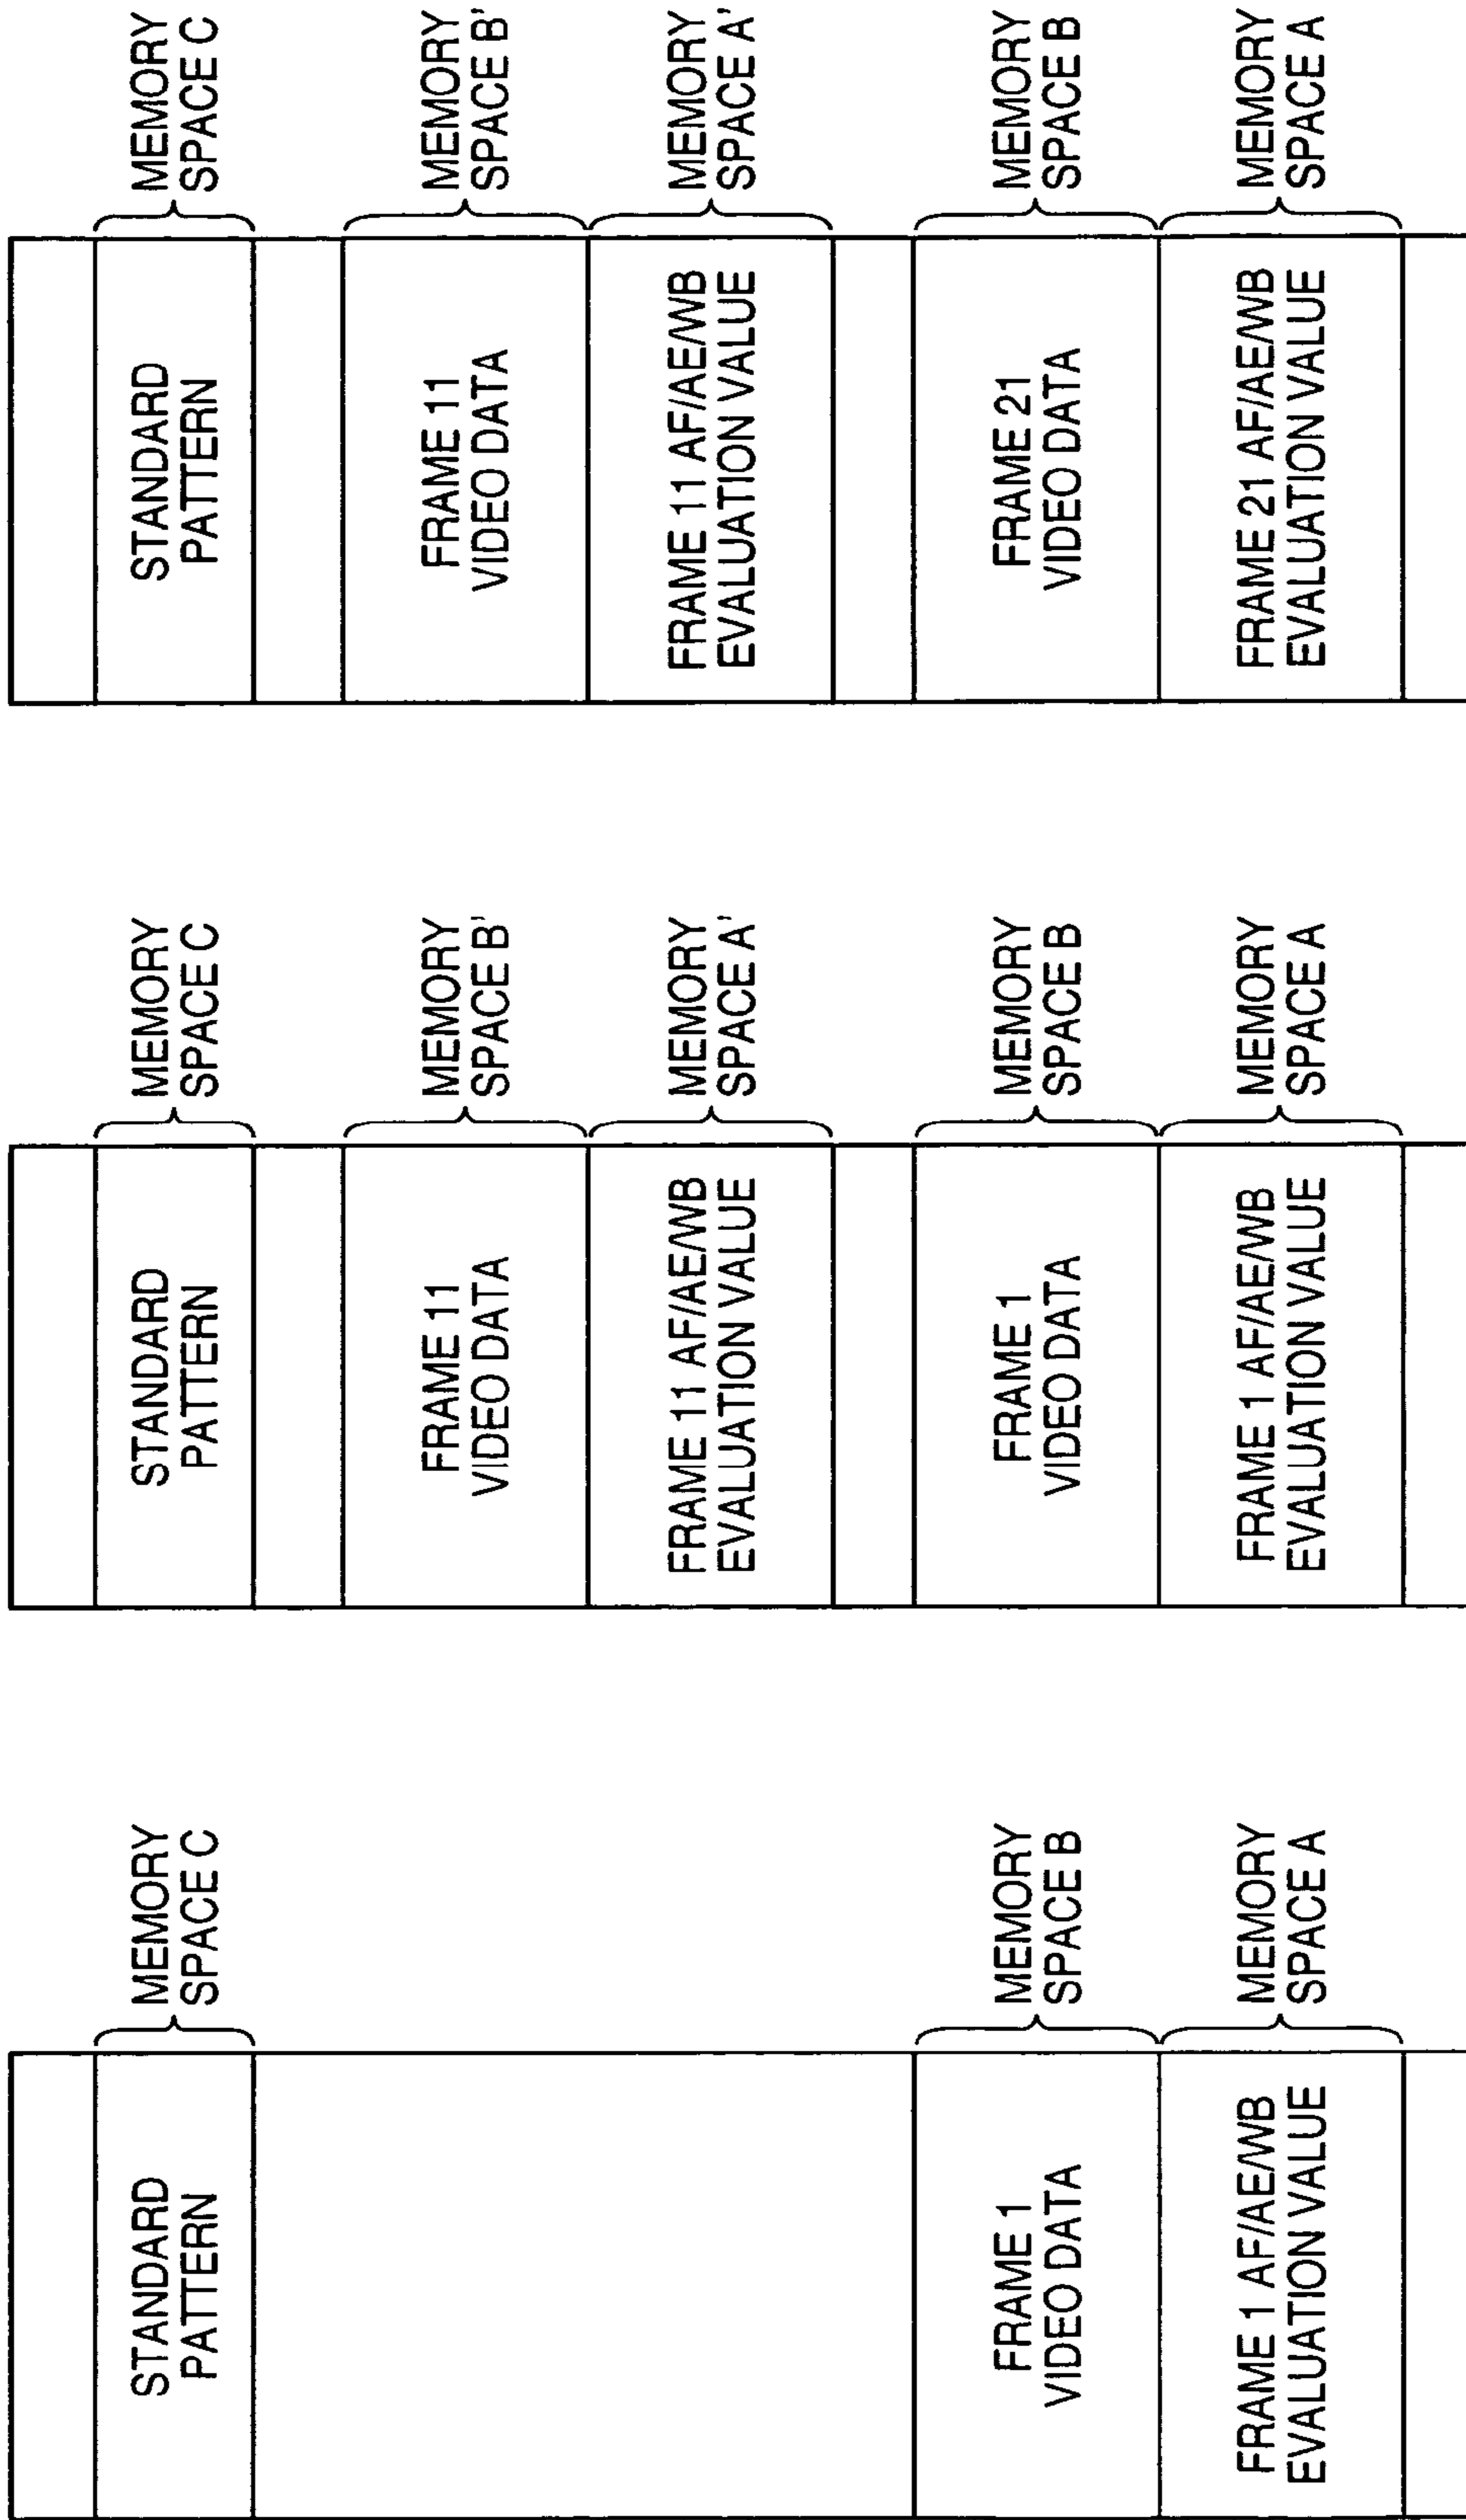 STANDARD
PATTERN
MEMORY
SPACE C
FRAME 1
VIDEO DATA
MEMORY
SPACE B
FRAME 1 AF/AE/WB
EVALUATION VALUE
MEMORY
SPACE A
STANDARD
PATTERN
MEMORY
SPACE C
FRAME 11
VIDEO DATA
MEMORY
SPACE B'
FRAME 11 AF/AE/WB
EVALUATION VALUE
MEMORY
SPACE A'
FRAME 1
VIDEO DATA
MEMORY
SPACE B
FRAME 1 AF/AE/WB
EVALUATION VALUE
MEMORY
SPACE A
STANDARD
PATTERN
MEMORY
SPACE C
FRAME 11
VIDEO DATA
MEMORY
SPACE B'
FRAME 11 AF/AE/WB
EVALUATION VALUE
MEMORY
SPACE A'
FRAME 21
VIDEO DATA
MEMORY
SPACE B
FRAME 21 AF/AE/WB
EVALUATION VALUE
MEMORY
SPACE A